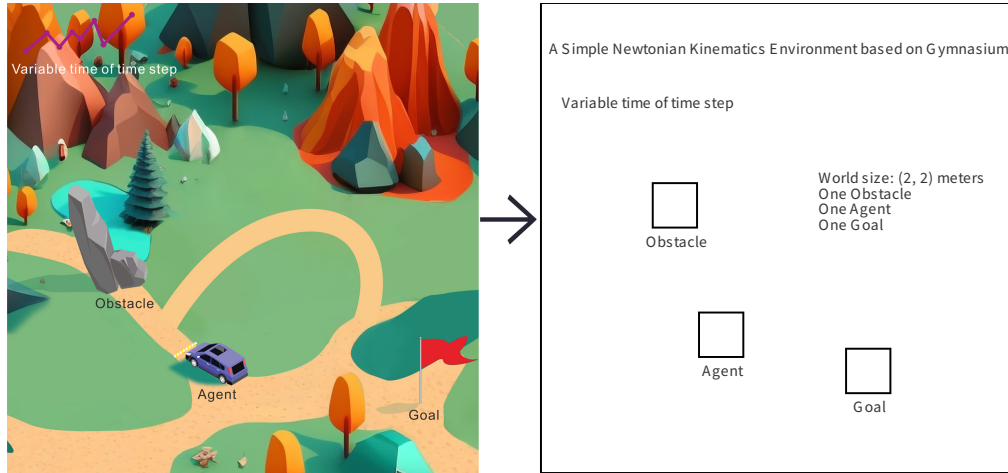 Variable time of time step
Obstacle
Agent
Goal
A Simple Newtonian Kinematics Environment based on Gymnasium
Variable time of time step
World size: (2, 2) meters
One Obstacle
One Agent
One Goal
Obstacle
Agent
Goal